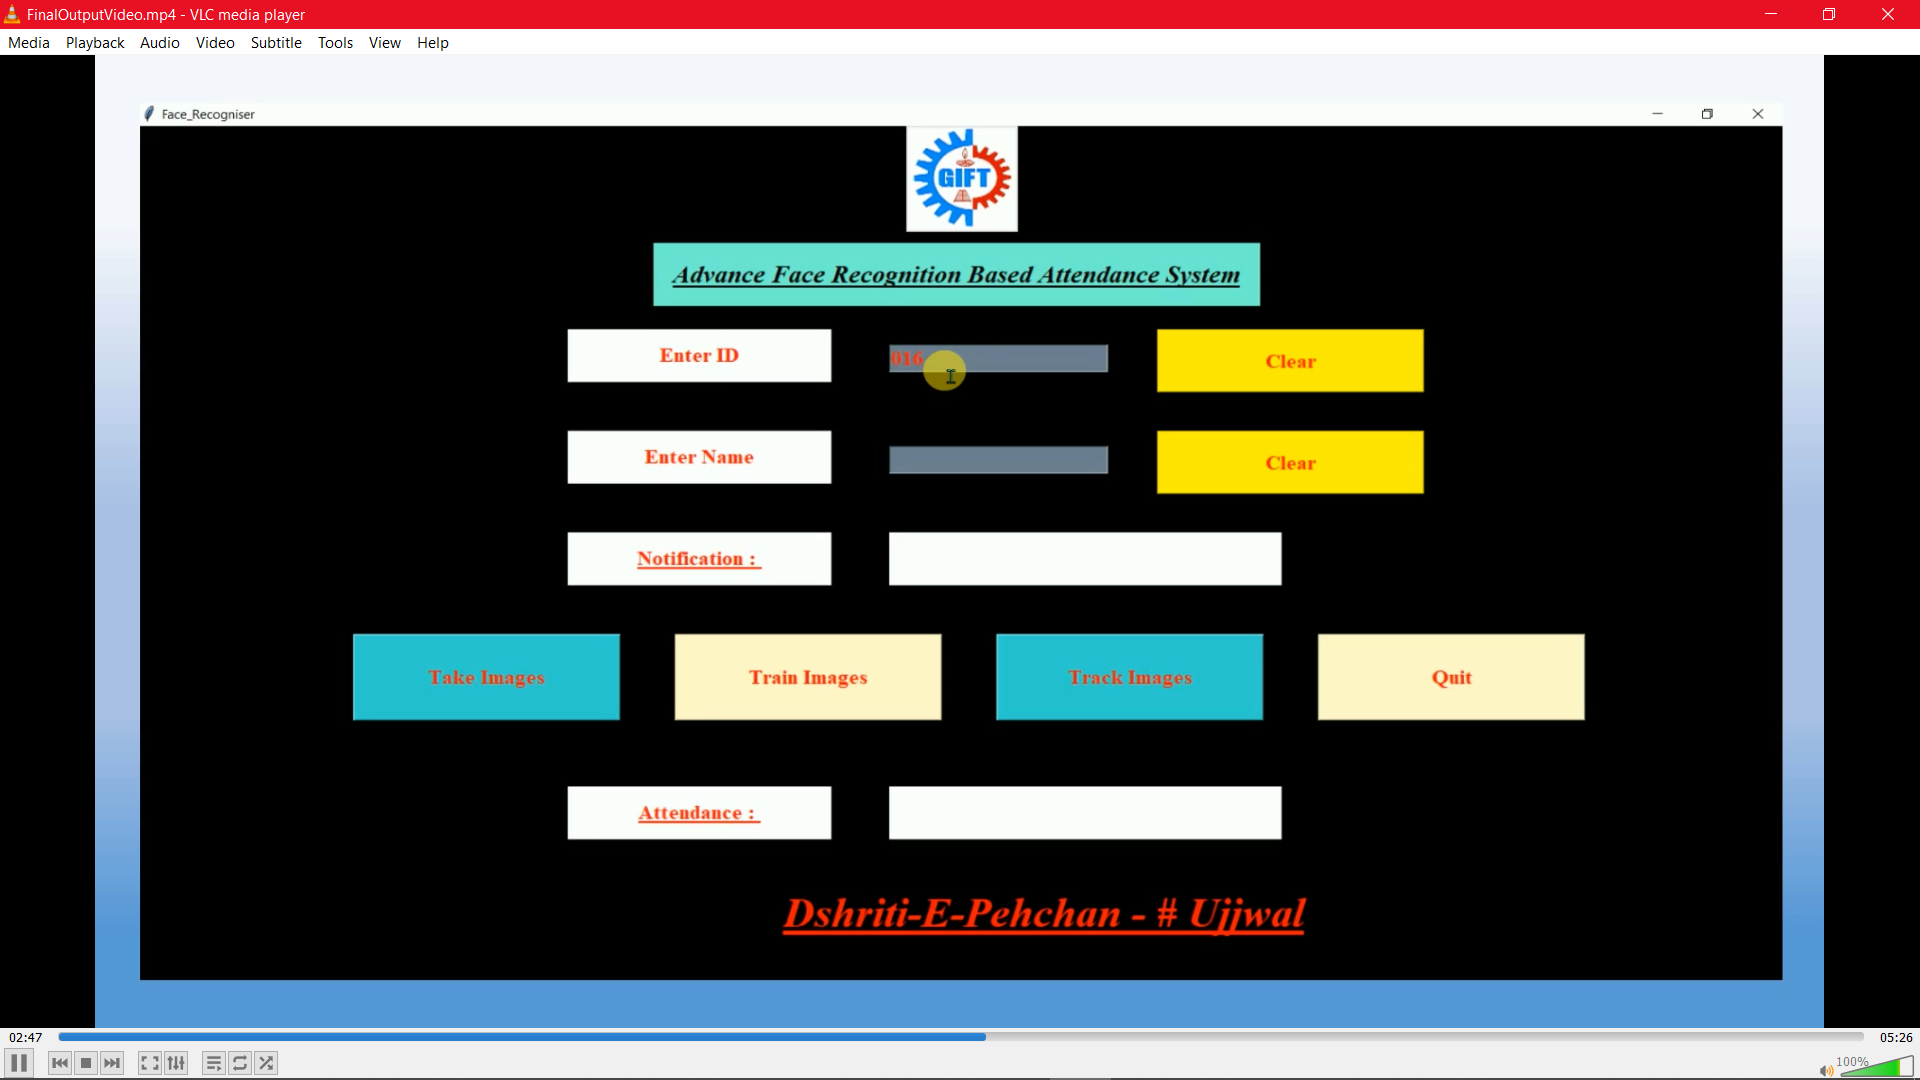 FinalOutputVideo.mp4 - VLC media player
Media Playback Audio Video Subtitle Tools View Help
Face_Recogniser
GIFT
Advance Face Recognition Based Attendance System
Enter ID 016 Clear
Enter Name Clear
Notification :
Take Images Train Images Track Images Quit
Attendance :
Dshriti-E-Pehchan - # Ujjwal
02:47 05:26
100%